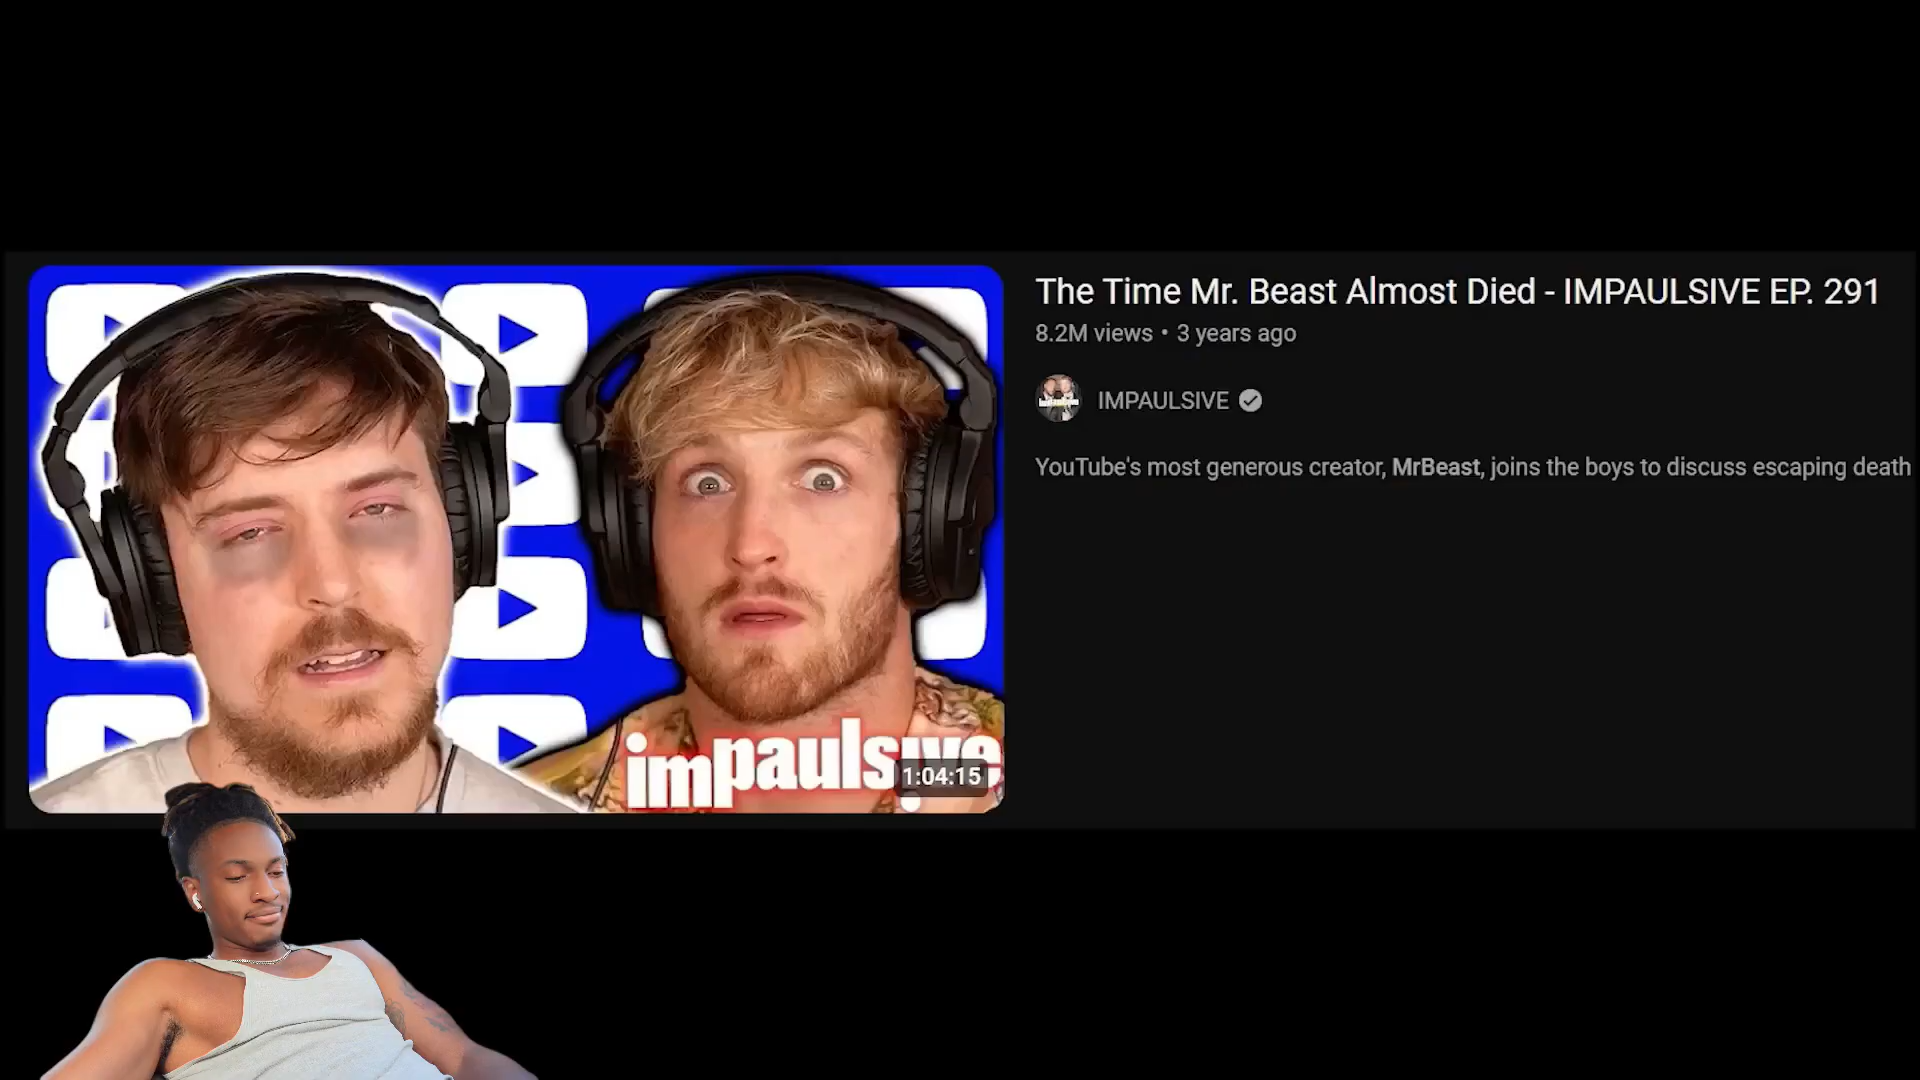 The Time Mr. Beast Almost Died - IMPAULSIVE EP. 291
8.2M views • 3 years ago
IMPAULSIVE
YouTube's most generous creator, MrBeast, joins the boys to discuss escaping death
impaulsive
1:04:15